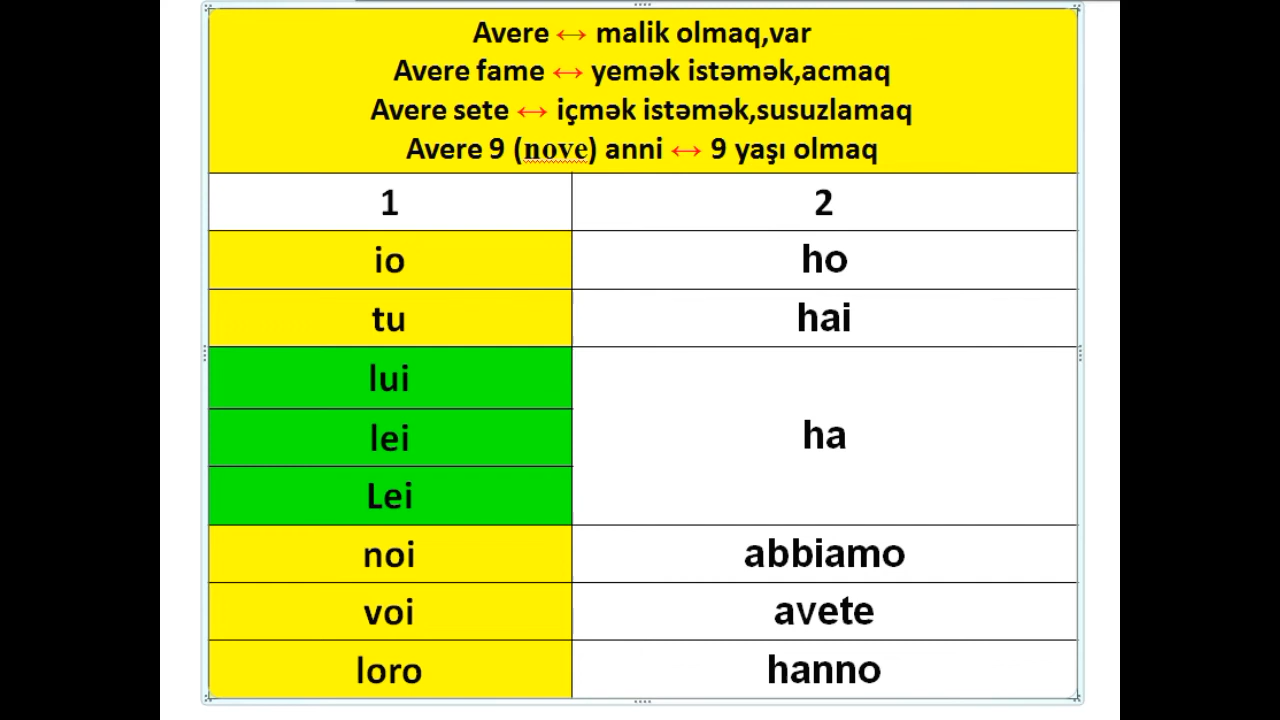 Avere ↔ malik olmaq,var
Avere fame ↔ yemək istəmək,acmaq
Avere sete ↔ içmək istəmək,susuzlamaq
Avere 9 (nove) anni ↔ 9 yaşı olmaq
1 2
io ho
tu hai
lui
lei ha
Lei
noi abbiamo
voi avete
loro hanno